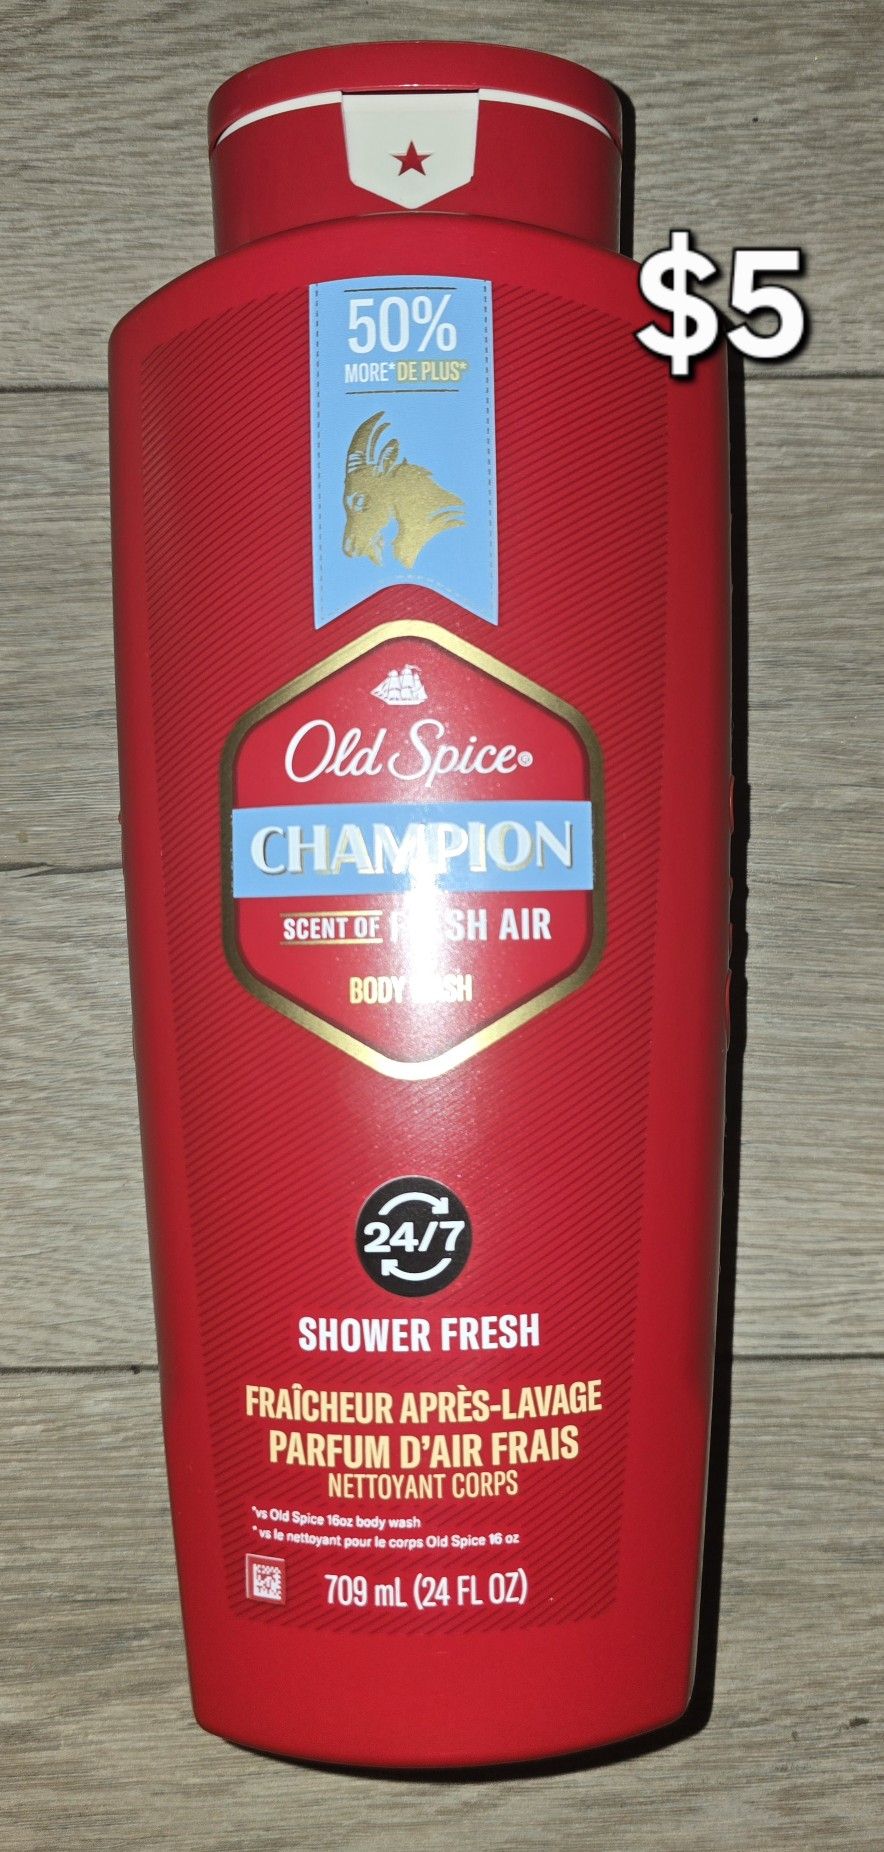 $5
50%
MORE* DE PLUS*
Old Spice
CHAMPION
SCENT OF FRESH AIR
BODY WASH
24/7
SHOWER FRESH
FRAÎCHEUR APRÈS-LAVAGE
PARFUM D'AIR FRAIS
NETTOYANT CORPS
*vs Old Spice 16oz body wash
*vs le nettoyant pour le corps Old Spice 16 oz
709 mL (24 FL OZ)